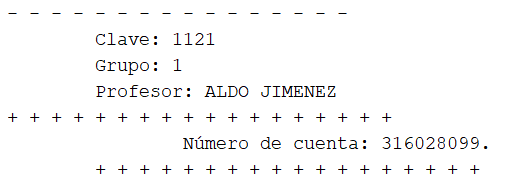 - - - - - - - - - - - - - - - -
Clave: 1121
Grupo: 1
Profesor: ALDO JIMENEZ
+ + + + + + + + + + + + + + + + + +
Número de cuenta: 316028099.
+ + + + + + + + + + + + + + + + + +